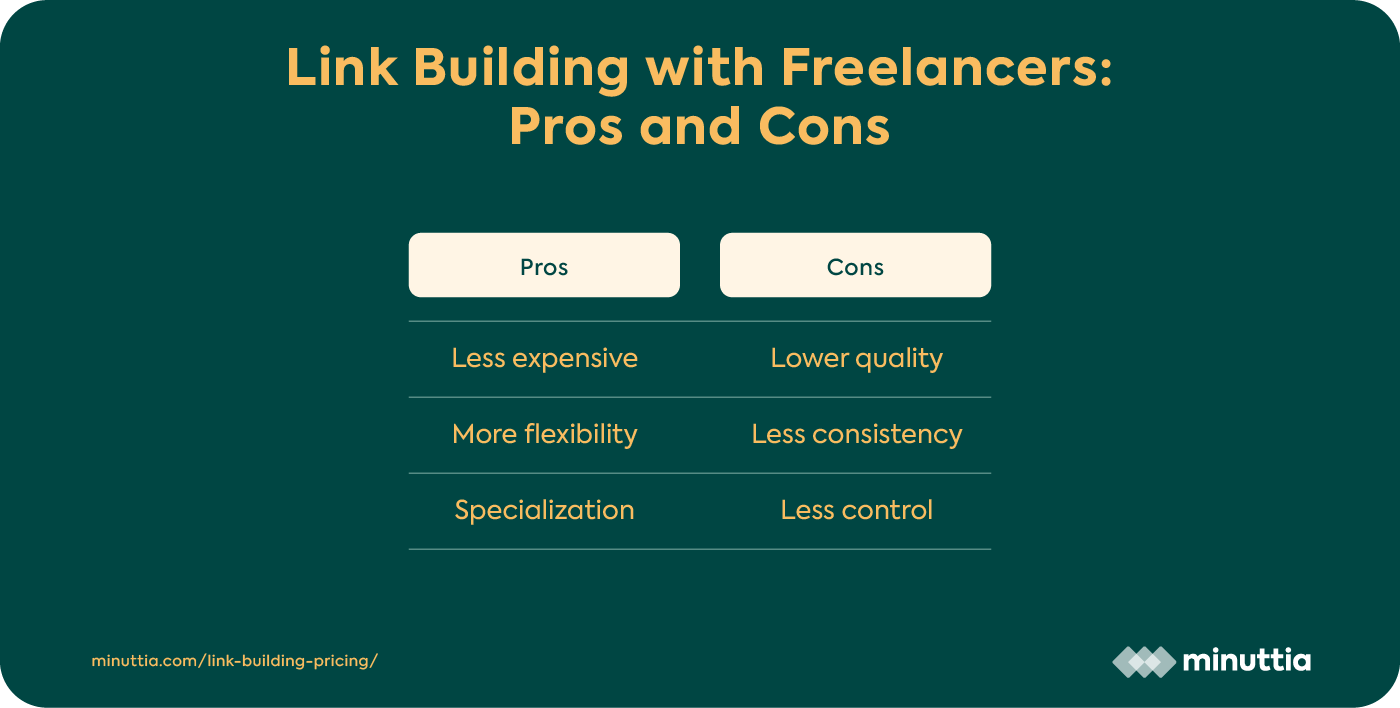 Link Building with Freelancers:
Pros and Cons
Pros Cons
Less expensive Lower quality
More flexibility Less consistency
Specialization Less control
minuttia.com/link-building-pricing/
minuttia